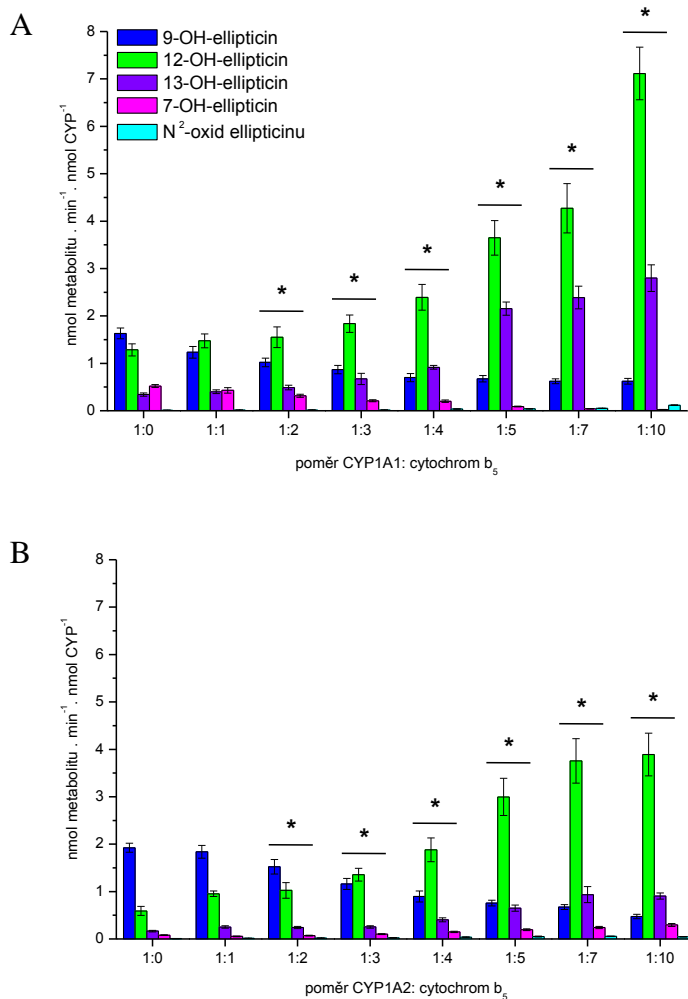 A
8
7
6
5
4
3
2
1
0
nmol metabolitu . min⁻¹. nmol CYP⁻¹
9-OH-ellipticin
12-OH-ellipticin
13-OH-ellipticin
7-OH-ellipticin
N²-oxid ellipticinu
* * * * * *
1:0 1:1 1:2 1:3 1:4 1:5 1:7 1:10
poměr CYP1A1: cytochrom b₅
B
8
7
6
5
4
3
2
1
0
nmol metabolitu . min⁻¹. nmol CYP⁻¹
* * * * * *
1:0 1:1 1:2 1:3 1:4 1:5 1:7 1:10
poměr CYP1A2: cytochrom b₅